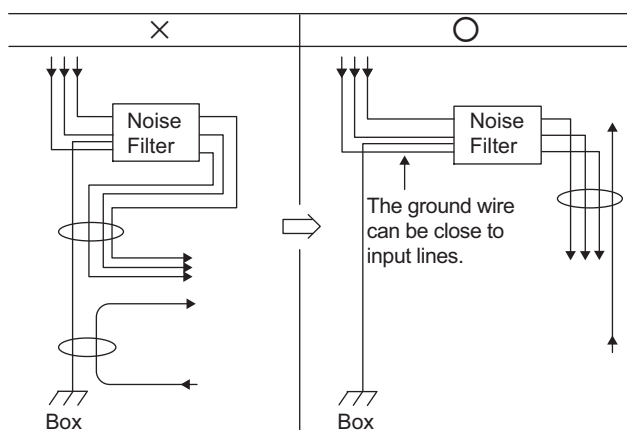 Noise
Filter
Box
Noise
Filter
The ground wire
can be close to
input lines.
Box